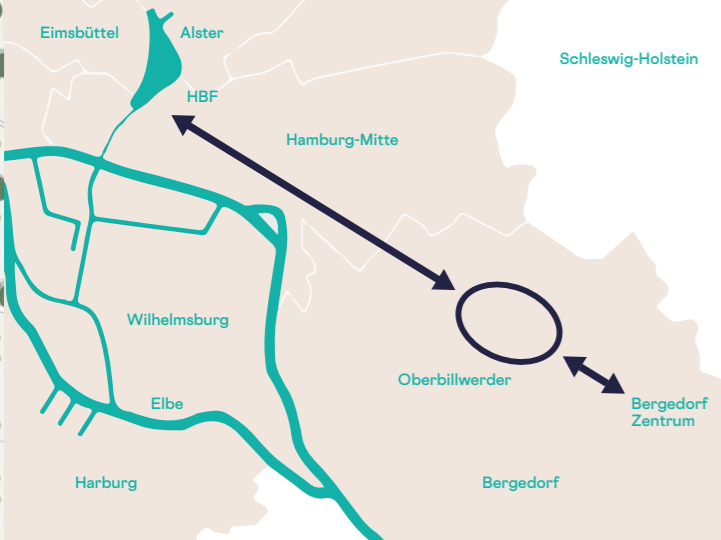 Eimsbüttel
Alster
Schleswig-Holstein
HBF
Hamburg-Mitte
Wilhelmsburg
Oberbillwerder
Elbe
Bergedorf
Zentrum
Harburg
Bergedorf